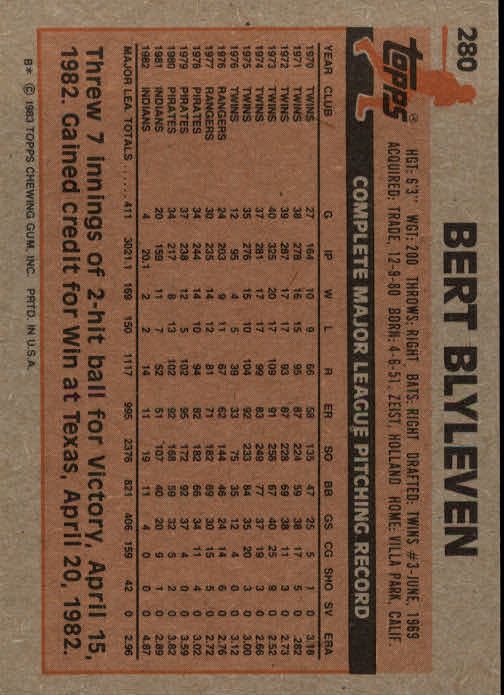 280
BERT BLYLEVEN
topps®
HGT: 6'3" WGT: 200 THROWS: RIGHT BATS: RIGHT DRAFTED: TWINS #3-JUNE, 1969
ACQUIRED: TRADE, 12-9-80 BORN: 4-6-51, ZEIST, HOLLAND HOME: VILLA PARK, CALIF.
COMPLETE MAJOR LEAGUE PITCHING RECORD
YEAR CLUB G IP W L R ER SO BB GS CG SHO SV ERA
1970 TWINS 27 164 10 9 66 58 135 47 25 5 1 0 3.18
1971 TWINS 38 278 16 15 95 87 224 59 38 17 5 0 .282
1972 TWINS 39 287 17 17 93 87 228 69 38 11 3 0 2.73
1973 TWINS 40 325 20 17 109 91 258 67 40 25 9 0 2.52
1974 TWINS 37 281 17 17 99 83 249 77 37 19 3 0 2.66
1975 TWINS 35 276 15 10 104 92 233 84 35 20 3 0 3.00
1976 TWINS 12 95 4 5 39 33 75 35 12 4 0 0 3.12
1976 RANGERS 24 203 9 11 67 62 144 46 24 14 6 0 2.76
1977 RANGERS 30 235 14 12 81 71 182 69 30 15 5 0 2.72
1978 PIRATES 34 244 14 10 94 82 182 66 34 11 4 0 3.02
1979 PIRATES 37 238 12 5 102 95 172 92 37 4 0 0 3.59
1980 PIRATES 34 217 8 13 102 92 168 59 32 5 2 0 3.82
1981 INDIANS 20 159 11 7 52 51 107 40 20 9 1 0 2.89
1982 INDIANS 4 20.1 2 2 14 11 19 11 4 0 0 0 4.87
MAJOR LEA. TOTALS...... 411 3021.1 169 150 1117 995 2376 821 406 159 42 0 2.96
Threw 7 innings of 2-hit ball for Victory, April 15,
1982. Gained credit for Win at Texas, April 20, 1982.
B* © 1983 TOPPS CHEWING GUM, INC. PRTD. IN U.S.A.